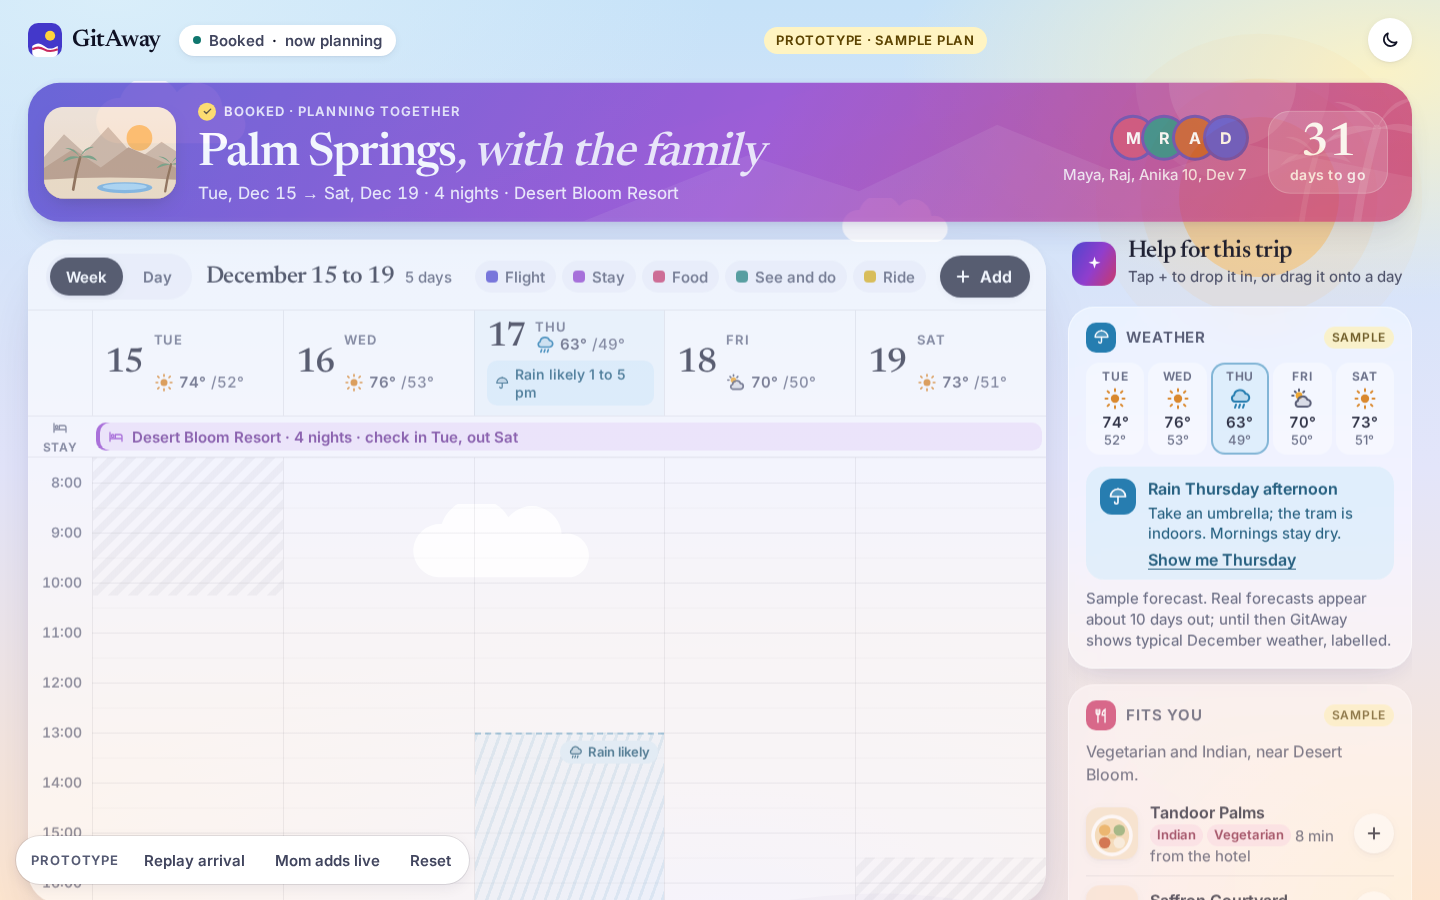 GitAway
Booked · now planning
PROTOTYPE · SAMPLE PLAN
BOOKED · PLANNING TOGETHER
Palm Springs, with the family
Tue, Dec 15 → Sat, Dec 19 · 4 nights · Desert Bloom Resort
M R A D
Maya, Raj, Anika 10, Dev 7
31
days to go
Week Day
December 15 to 19 5 days
Flight Stay Food See and do Ride
+ Add
15 TUE 74° /52°
16 WED 76° /53°
17 THU 63° /49°
Rain likely 1 to 5
pm
18 FRI 70° /50°
19 SAT 73° /51°
STAY
Desert Bloom Resort · 4 nights · check in Tue, out Sat
8:00
9:00
10:00
11:00
12:00
13:00
Rain likely
14:00
15:00
PROTOTYPE Replay arrival Mom adds live Reset
Help for this trip
Tap + to drop it in, or drag it onto a day
WEATHER SAMPLE
TUE WED THU FRI SAT
74° 76° 63° 70° 73°
52° 53° 49° 50° 51°
Rain Thursday afternoon
Take an umbrella; the tram is
indoors. Mornings stay dry.
Show me Thursday
Sample forecast. Real forecasts appear
about 10 days out; until then GitAway
shows typical December weather, labelled.
FITS YOU SAMPLE
Vegetarian and Indian, near Desert
Bloom.
Tandoor Palms
Indian Vegetarian 8 min
from the hotel
Saffron Courtyard